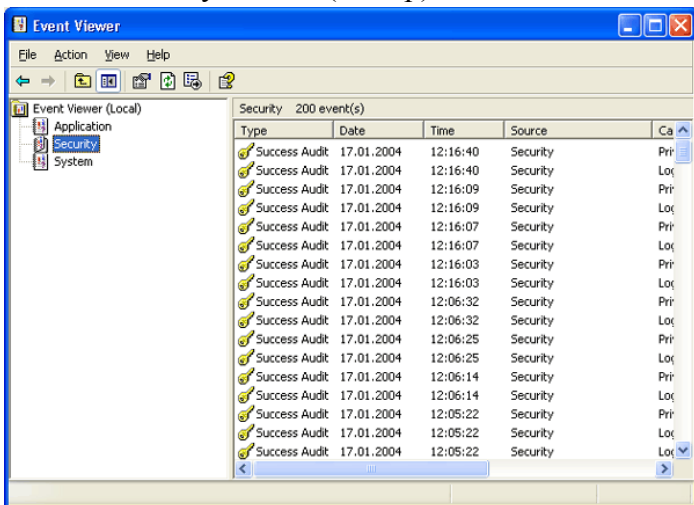 Event Viewer
File Action View Help
Event Viewer (Local)
Application
Security
System
Security 200 event(s)
Type Date Time Source Ca
Success Audit 17.01.2004 12:16:40 Security Pri
Success Audit 17.01.2004 12:16:40 Security Log
Success Audit 17.01.2004 12:16:09 Security Pri
Success Audit 17.01.2004 12:16:09 Security Log
Success Audit 17.01.2004 12:16:07 Security Pri
Success Audit 17.01.2004 12:16:07 Security Log
Success Audit 17.01.2004 12:16:03 Security Pri
Success Audit 17.01.2004 12:16:03 Security Log
Success Audit 17.01.2004 12:06:32 Security Pri
Success Audit 17.01.2004 12:06:32 Security Log
Success Audit 17.01.2004 12:06:25 Security Pri
Success Audit 17.01.2004 12:06:25 Security Log
Success Audit 17.01.2004 12:06:14 Security Pri
Success Audit 17.01.2004 12:06:14 Security Log
Success Audit 17.01.2004 12:05:22 Security Pri
Success Audit 17.01.2004 12:05:22 Security Log
Success Audit 17.01.2004 12:05:22 Security Log